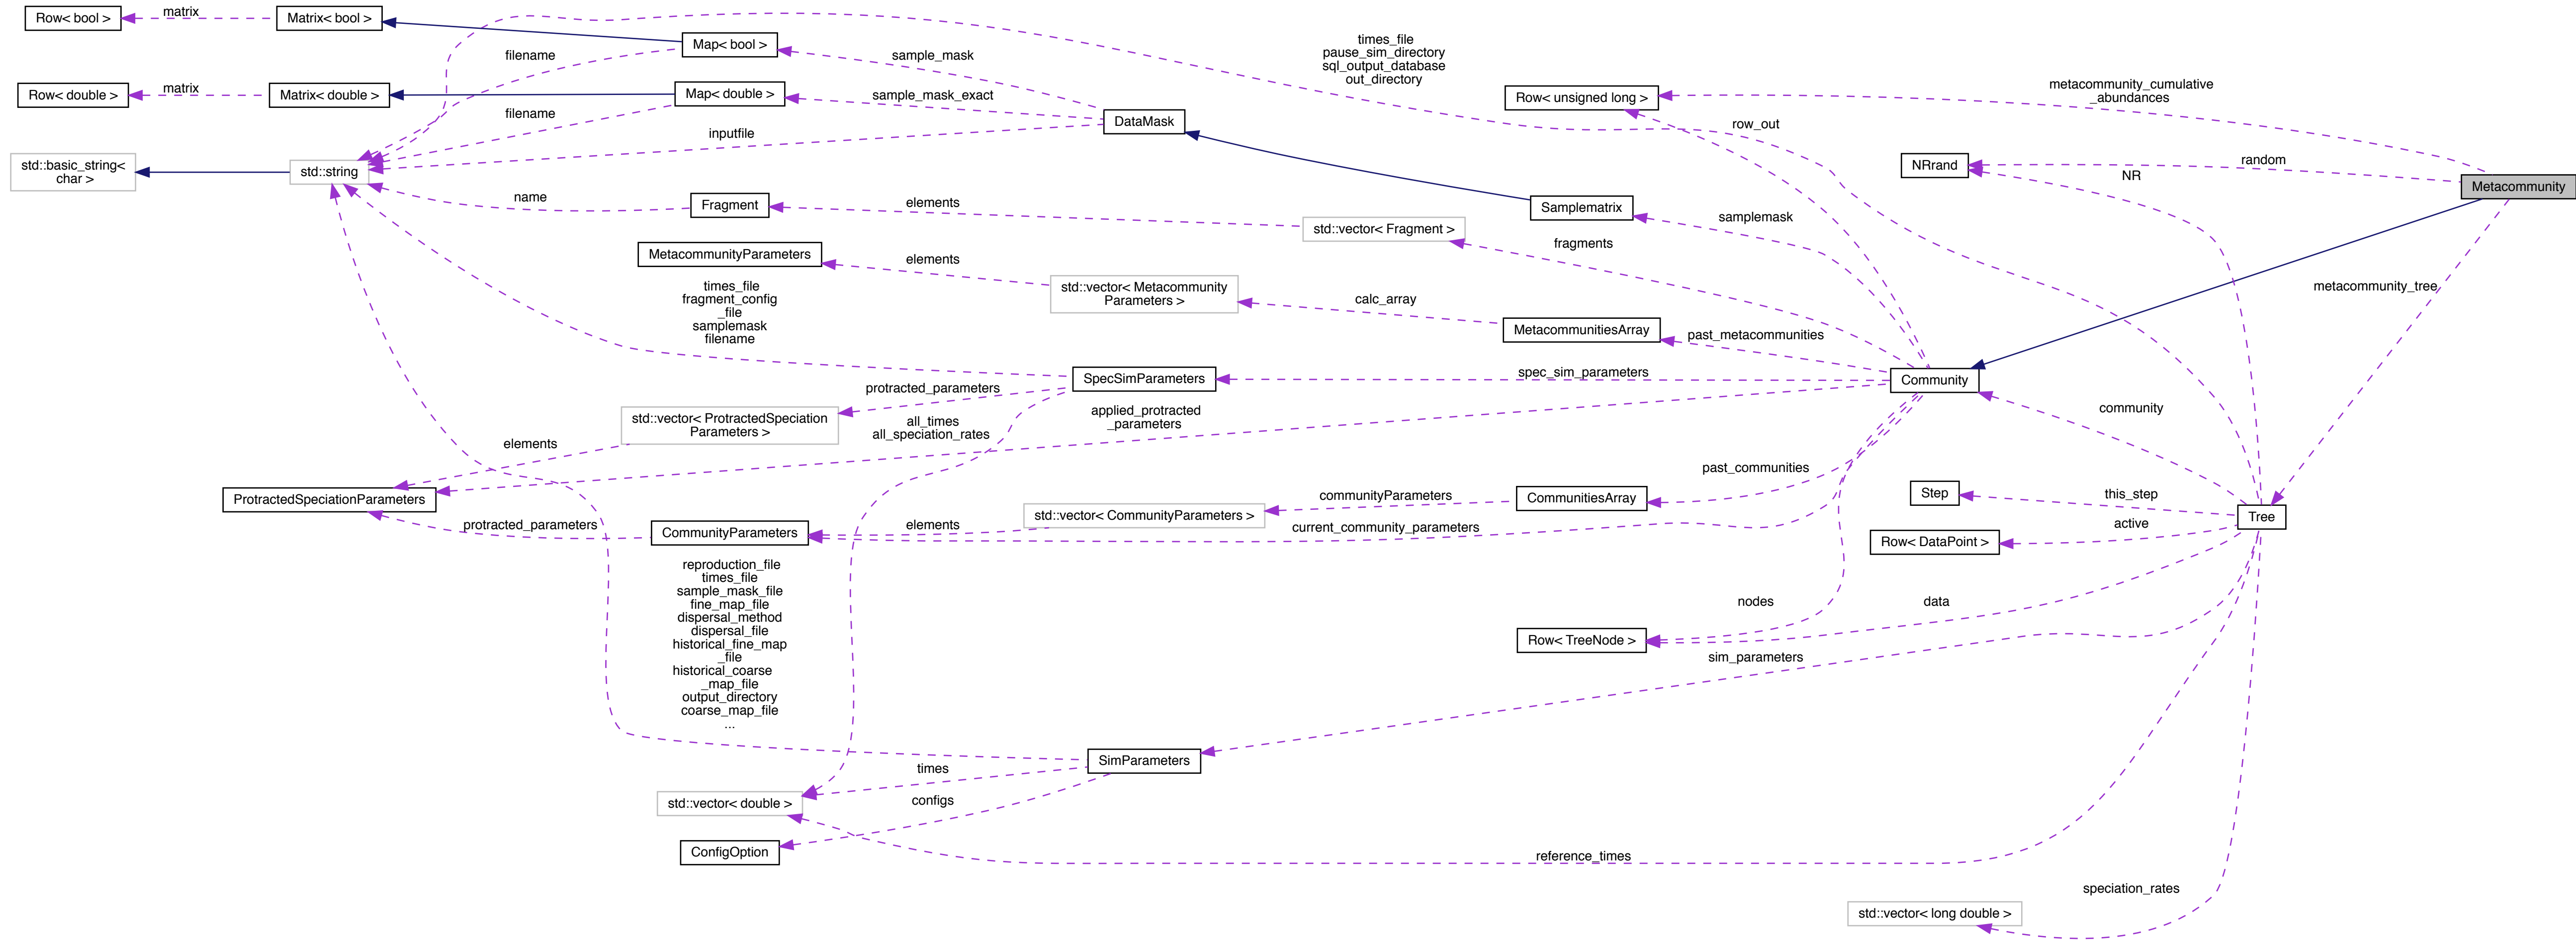 Row< bool >
matrix
Matrix< bool >
Map< bool >
filename
sample_mask
times_file
pause_sim_directory
sql_output_database
out_directory
Row< double >
matrix
Matrix< double >
Map< double >
sample_mask_exact
filename
inputfile
DataMask
Row< unsigned long >
row_out
metacommunity_cumulative
_abundances
std::basic_string<
char >
std::string
NRrand
random
NR
Metacommunity
name
Fragment
elements
std::vector< Fragment >
Samplematrix
samplemask
fragments
MetacommunityParameters
elements
std::vector< Metacommunity
Parameters >
calc_array
MetacommunitiesArray
past_metacommunities
metacommunity_tree
times_file
fragment_config
_file
samplemask
filename
SpecSimParameters
spec_sim_parameters
Community
protracted_parameters
std::vector< ProtractedSpeciation
Parameters >
all_times
all_speciation_rates
applied_protracted
_parameters
community
elements
ProtractedSpeciationParameters
protracted_parameters
CommunityParameters
elements
std::vector< CommunityParameters >
communityParameters
CommunitiesArray
past_communities
current_community_parameters
Step
this_step
Tree
active
Row< DataPoint >
reproduction_file
times_file
sample_mask_file
fine_map_file
dispersal_method
dispersal_file
historical_fine_map
_file
historical_coarse
_map_file
output_directory
coarse_map_file
...
nodes
data
Row< TreeNode >
sim_parameters
SimParameters
times
std::vector< double >
configs
ConfigOption
reference_times
speciation_rates
std::vector< long double >